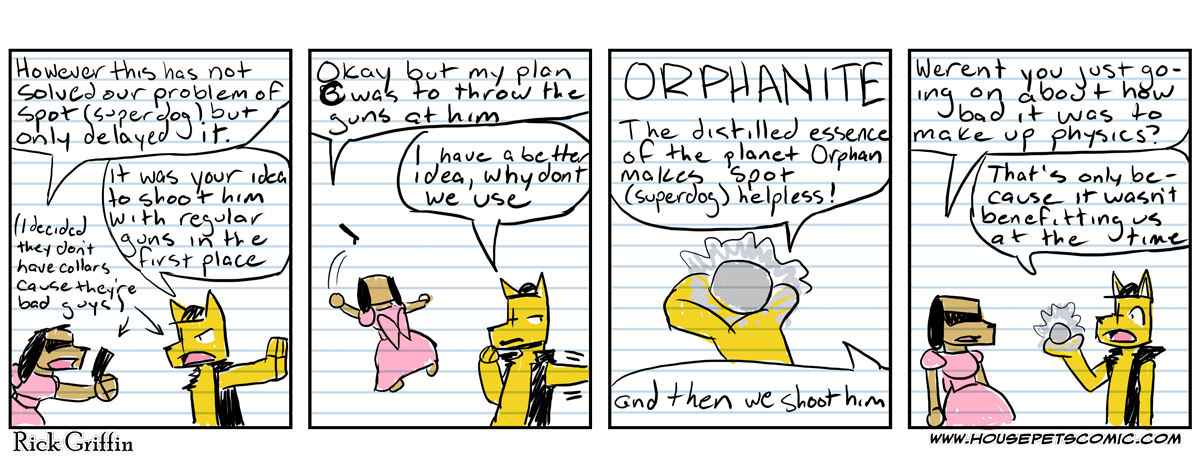 However this has not
solved our problem of
spot (superdog) but
only delayed it.
It was your idea
to shoot him
with regular
guns in the
first place
(I decided
they don't
have collars
cause they're
bad guys)
Okay but my plan
B was to throw the
guns at him
I have a better
idea, why dont
we use
ORPHANITE
The distilled essence
of the planet Orphan
makes spot
(superdog) helpless!
and then we shoot him
Werent you just go-
ing on about how
bad it was to
make up physics?
That's only be-
cause it wasn't
benefitting us
at the time
Rick Griffin
WWW.HOUSEPETSCOMIC.COM